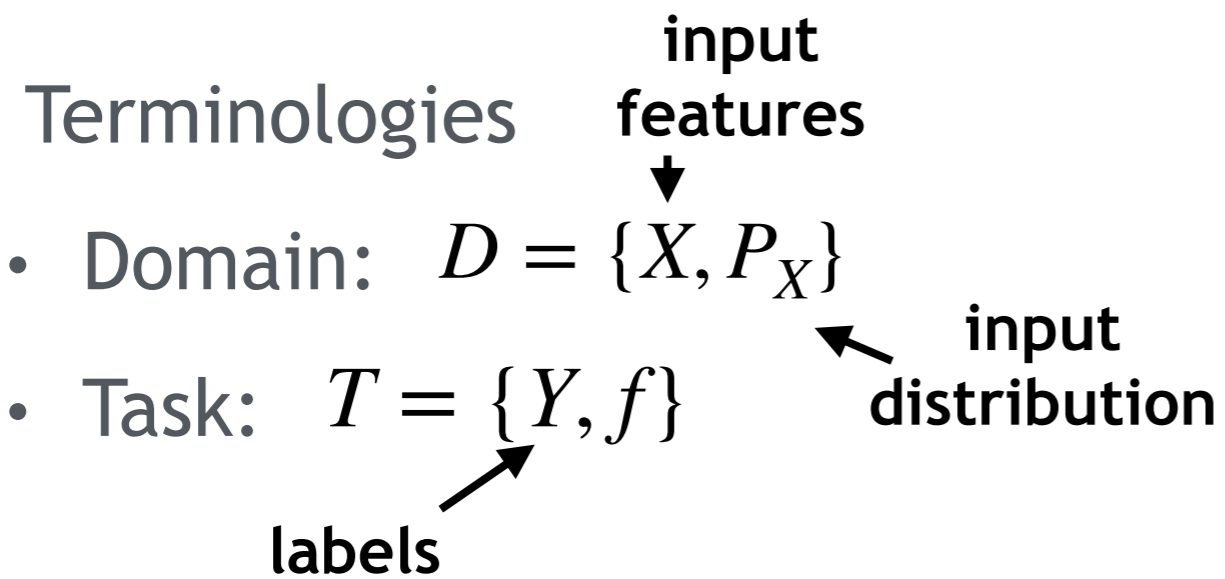 Terminologies
input
features
• Domain: D = {X, P_X}
input
distribution
• Task: T = {Y, f}
labels